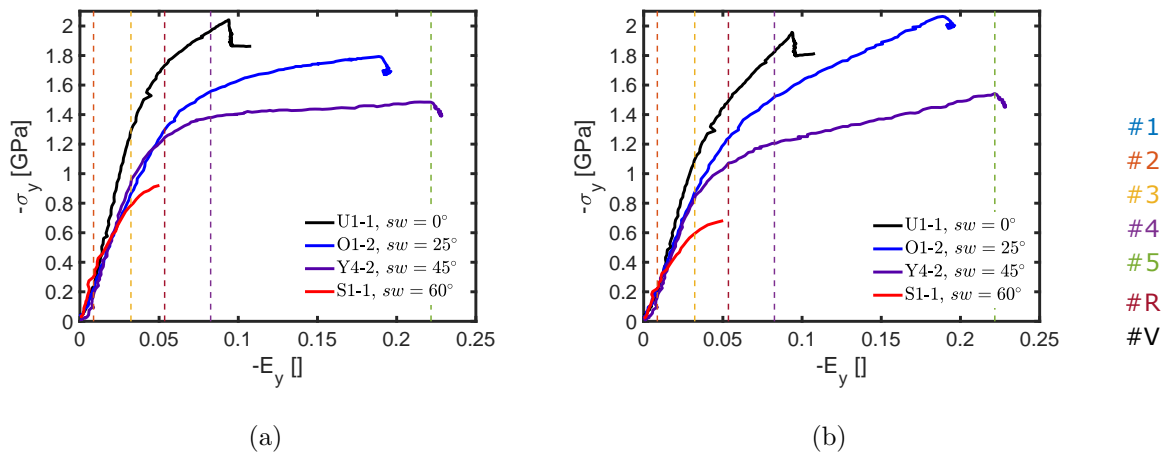 2
1.8
1.6
1.4
1.2
1
0.8
0.6
0.4
0.2
0
-σ_y [GPa]
U1-1, sw = 0°
O1-2, sw = 25°
Y4-2, sw = 45°
S1-1, sw = 60°
0 0.05 0.1 0.15 0.2 0.25
-E_y []
(a)
2
1.8
1.6
1.4
1.2
1
0.8
0.6
0.4
0.2
0
-σ_y [GPa]
U1-1, sw = 0°
O1-2, sw = 25°
Y4-2, sw = 45°
S1-1, sw = 60°
0 0.05 0.1 0.15 0.2 0.25
-E_y []
(b)
#1
#2
#3
#4
#5
#R
#V